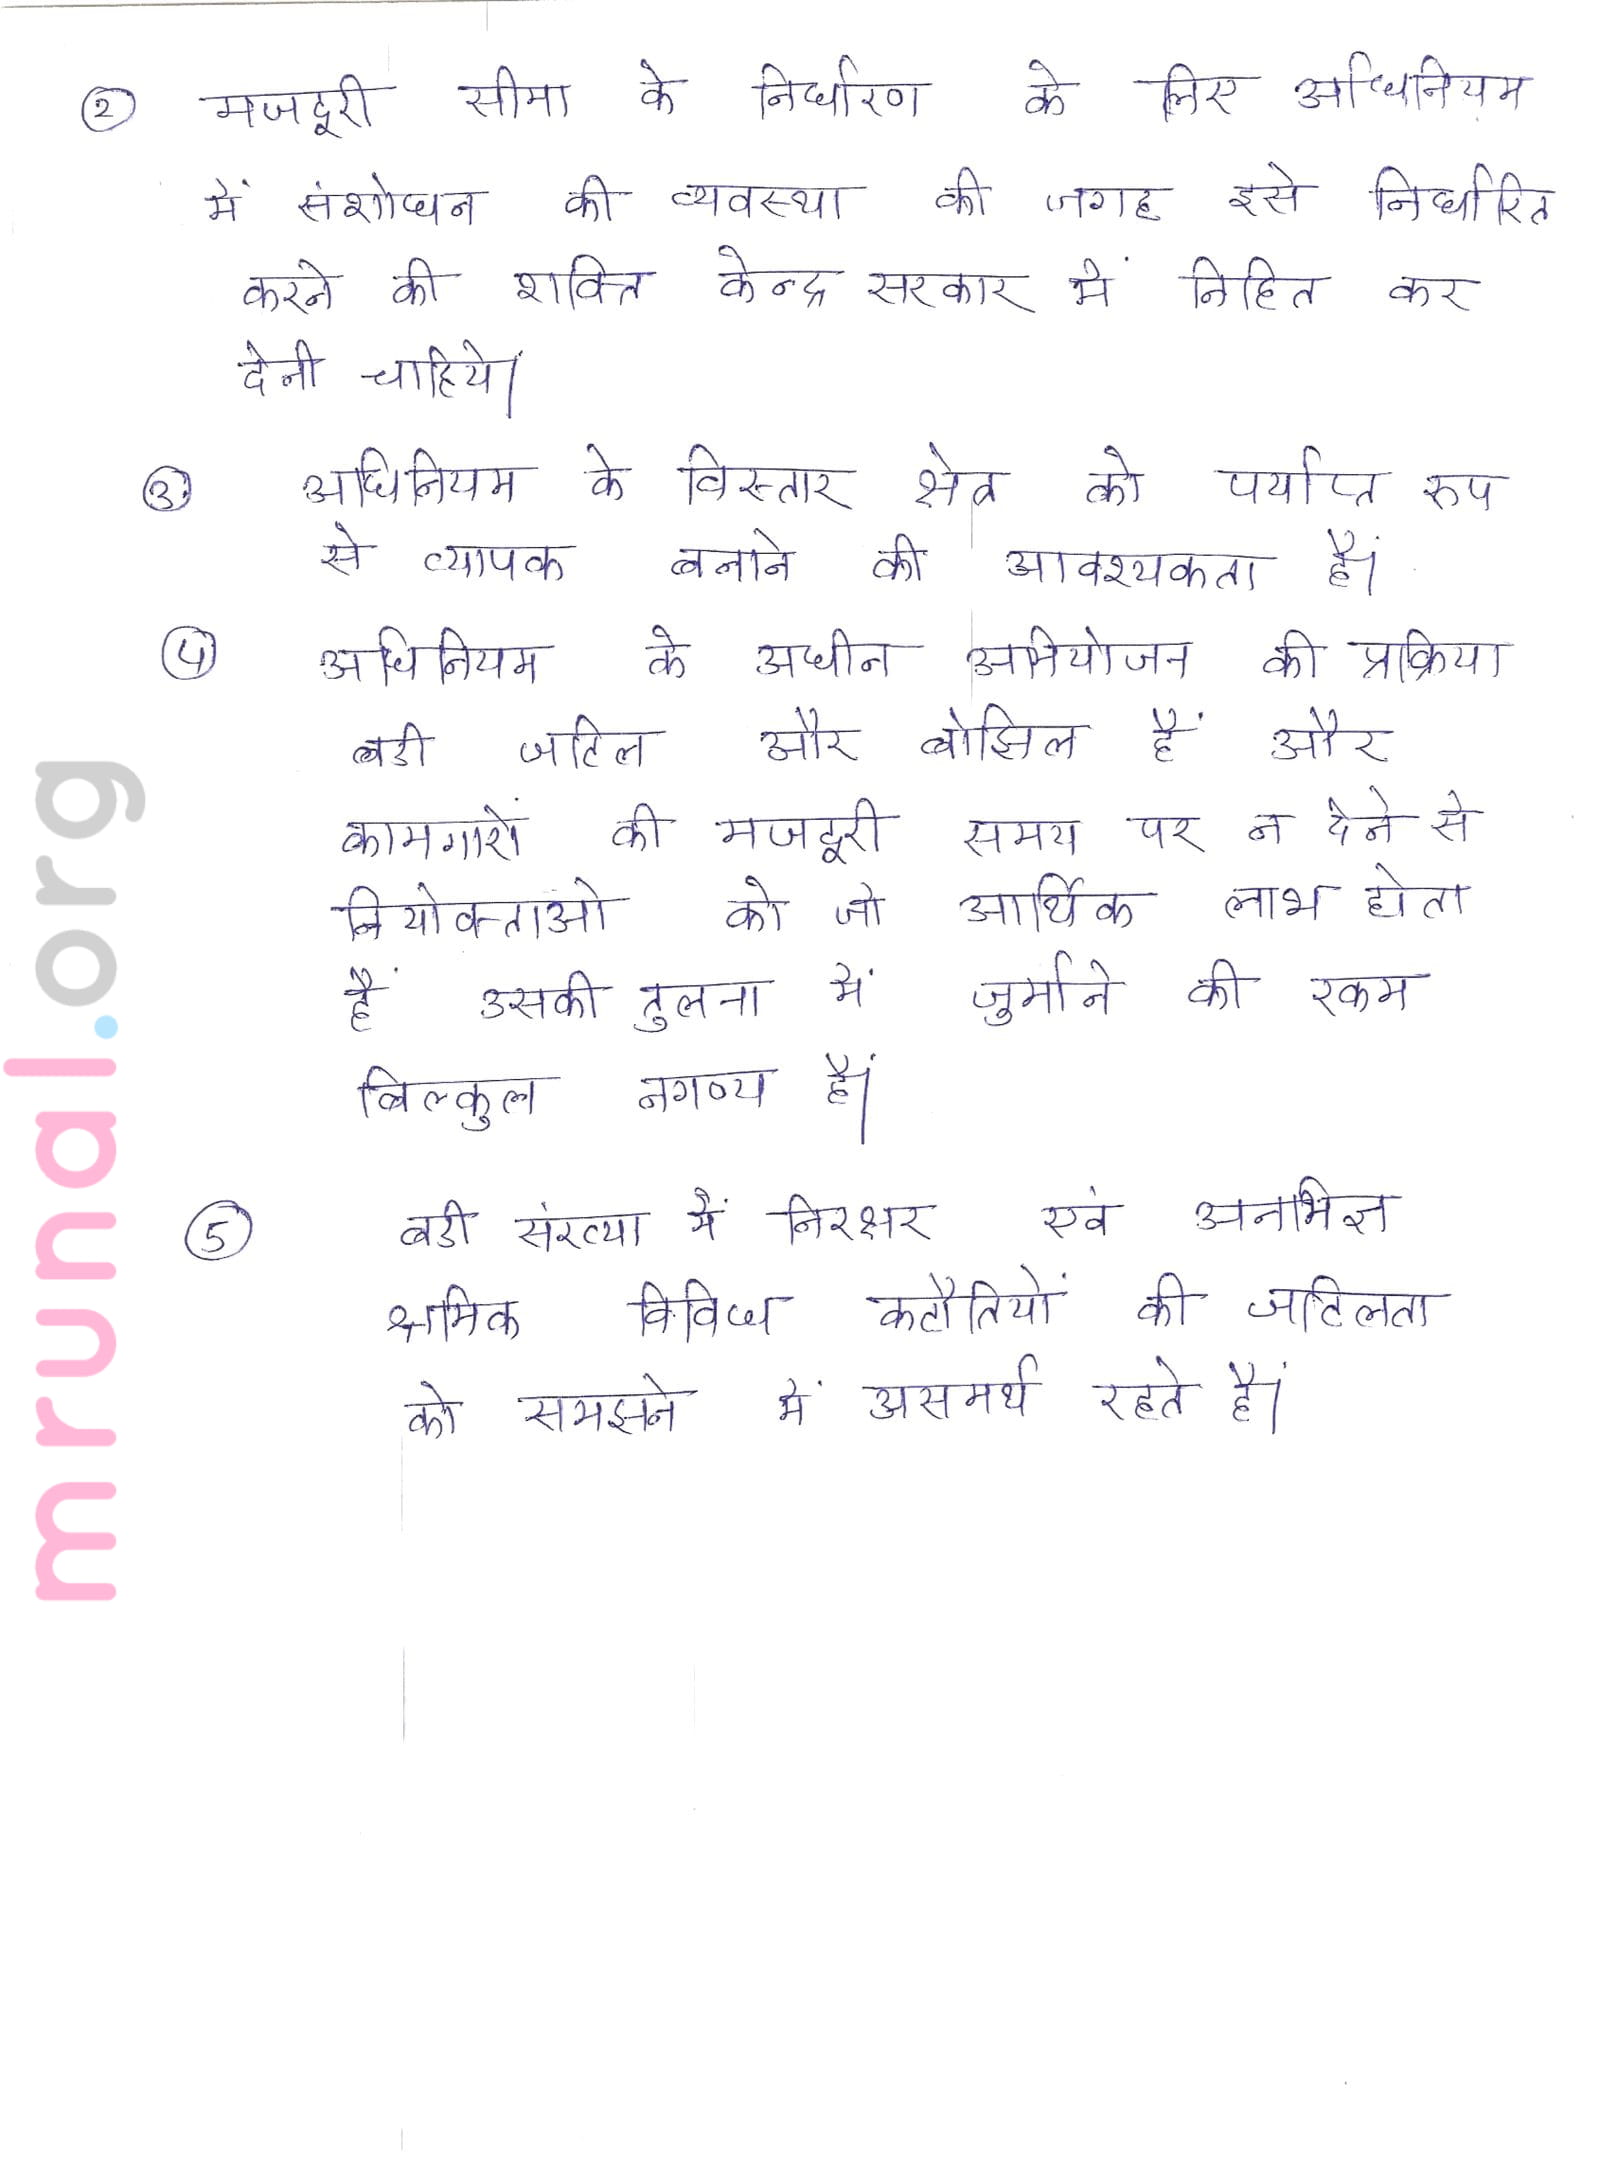 ② मजदूरी सीमा के निर्धारण के लिए अधिनियम
में संशोधन की व्यवस्था की जगह इसे निर्धारित
करने की शक्ति केन्द्र सरकार में निहित कर
देनी चाहिये।
③ अधिनियम के विस्तार क्षेत्र को पर्याप्त रुप
से व्यापक बनाने की आवश्यकता हैं।
④ अधिनियम के अधीन अभियोजन की प्रक्रिया
बडी जटिल और बोझिल हैं और
कामगारों की मजदूरी समय पर न देने से
नियोक्ताओ को जो आर्थिक लाभ होता
हैं उसकी तुलना में जुर्माने की रकम
बिल्कुल नगण्य हैं।
⑤ बडी संख्या में निरक्षर एवं अनभिज्ञ
श्रमिक विविध कटौतियों की जटिलता
को समझने में असमर्थ रहते हैं।
mrunal.org